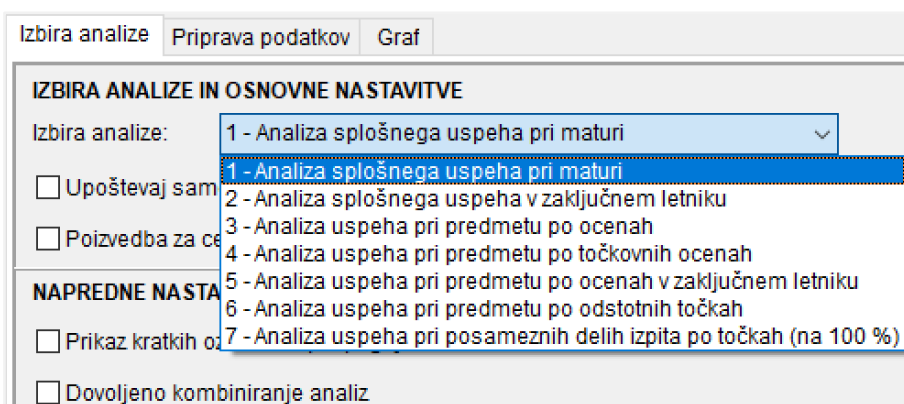 Izbira analize Priprava podatkov Graf
IZBIRA ANALIZE IN OSNOVNE NASTAVITVE
Izbira analize: 1 - Analiza splošnega uspeha pri maturi
1 - Analiza splošnega uspeha pri maturi
Upoštevaj
2 - Analiza splošnega uspeha v zaključnem letniku
3 - Analiza uspeha pri predmetu po ocenah
Poizvedba za
4 - Analiza uspeha pri predmetu po točkovnih ocenah
5 - Analiza uspeha pri predmetu po ocenah v zaključnem letniku
NAPREDNE
6 - Analiza uspeha pri predmetu po odstotnih točkah
Prikaz kratkih
7 - Analiza uspeha pri posameznih delih izpita po točkah (na 100 %)
Dovoljeno kombiniranje analiz